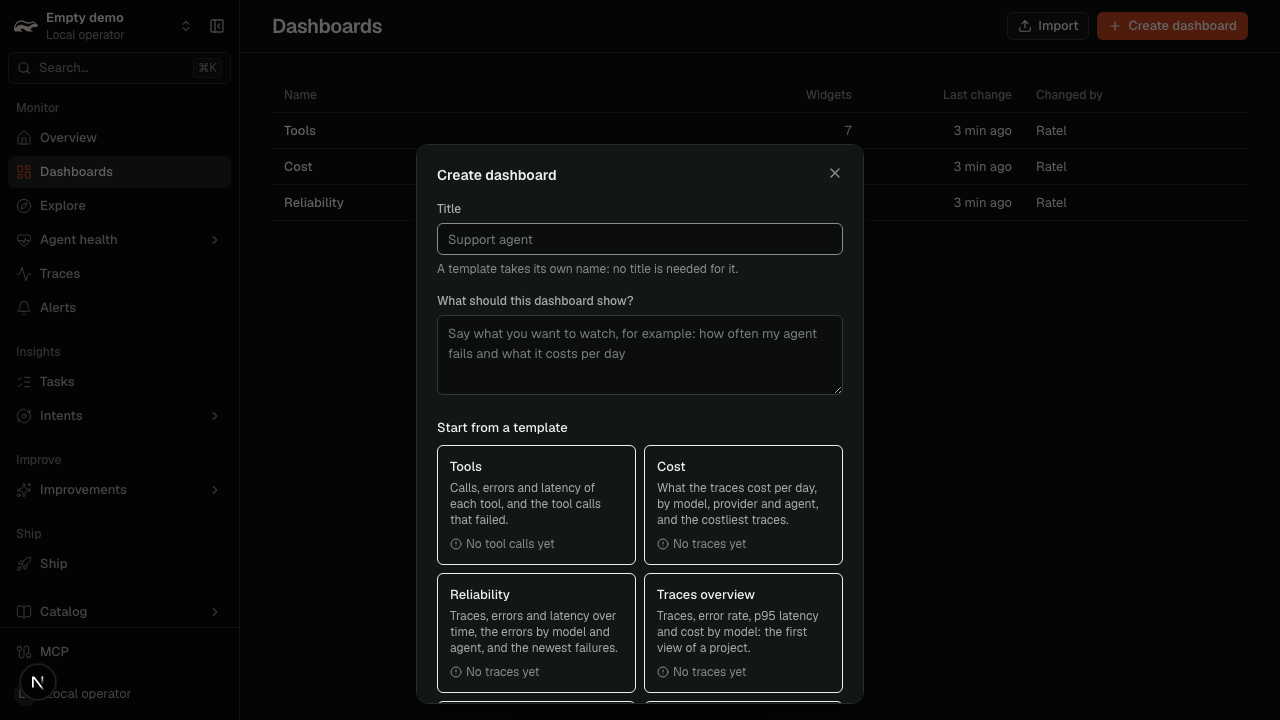 Empty demo
Local operator
Search...
⌘K
Monitor
Overview
Dashboards
Explore
Agent health
Traces
Alerts
Insights
Tasks
Intents
Improve
Improvements
Ship
Ship
Catalog
MCP
N
Local operator
Dashboards
Import
Create dashboard
Name Widgets Last change Changed by
Tools 7 3 min ago Ratel
Cost 3 min ago Ratel
Reliability 3 min ago Ratel
Create dashboard
Title
Support agent
A template takes its own name: no title is needed for it.
What should this dashboard show?
Say what you want to watch, for example: how often my agent
fails and what it costs per day
Start from a template
Tools
Calls, errors and latency of
each tool, and the tool calls
that failed.
No tool calls yet
Cost
What the traces cost per day,
by model, provider and agent,
and the costliest traces.
No traces yet
Reliability
Traces, errors and latency over
time, the errors by model and
agent, and the newest failures.
No traces yet
Traces overview
Traces, error rate, p95 latency
and cost by model: the first
view of a project.
No traces yet